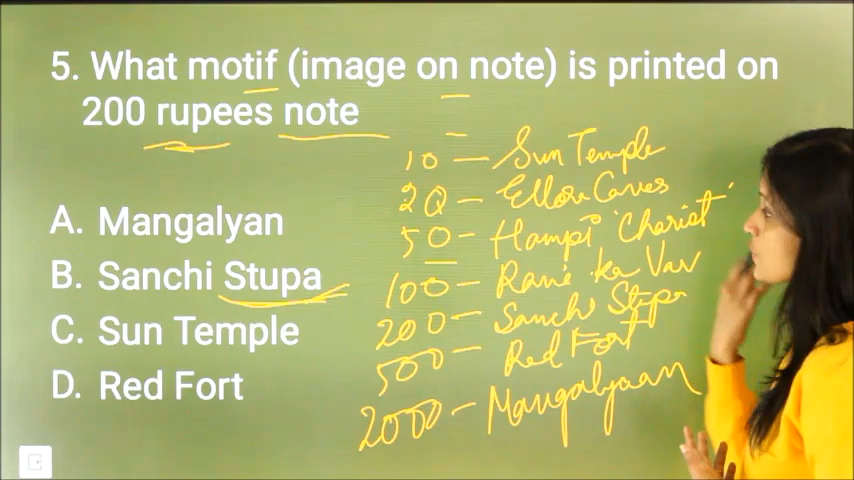 5. What motif (image on note) is printed on
200 rupees note
A. Mangalyan
B. Sanchi Stupa
C. Sun Temple
D. Red Fort
10 - Sun Temple
20 - Ellora Caves
50 - Hampi 'Chariot'
100 - Rani ka Vav
200 - Sanchi Stupa
500 - Red Fort
2000 - Mangalyaan